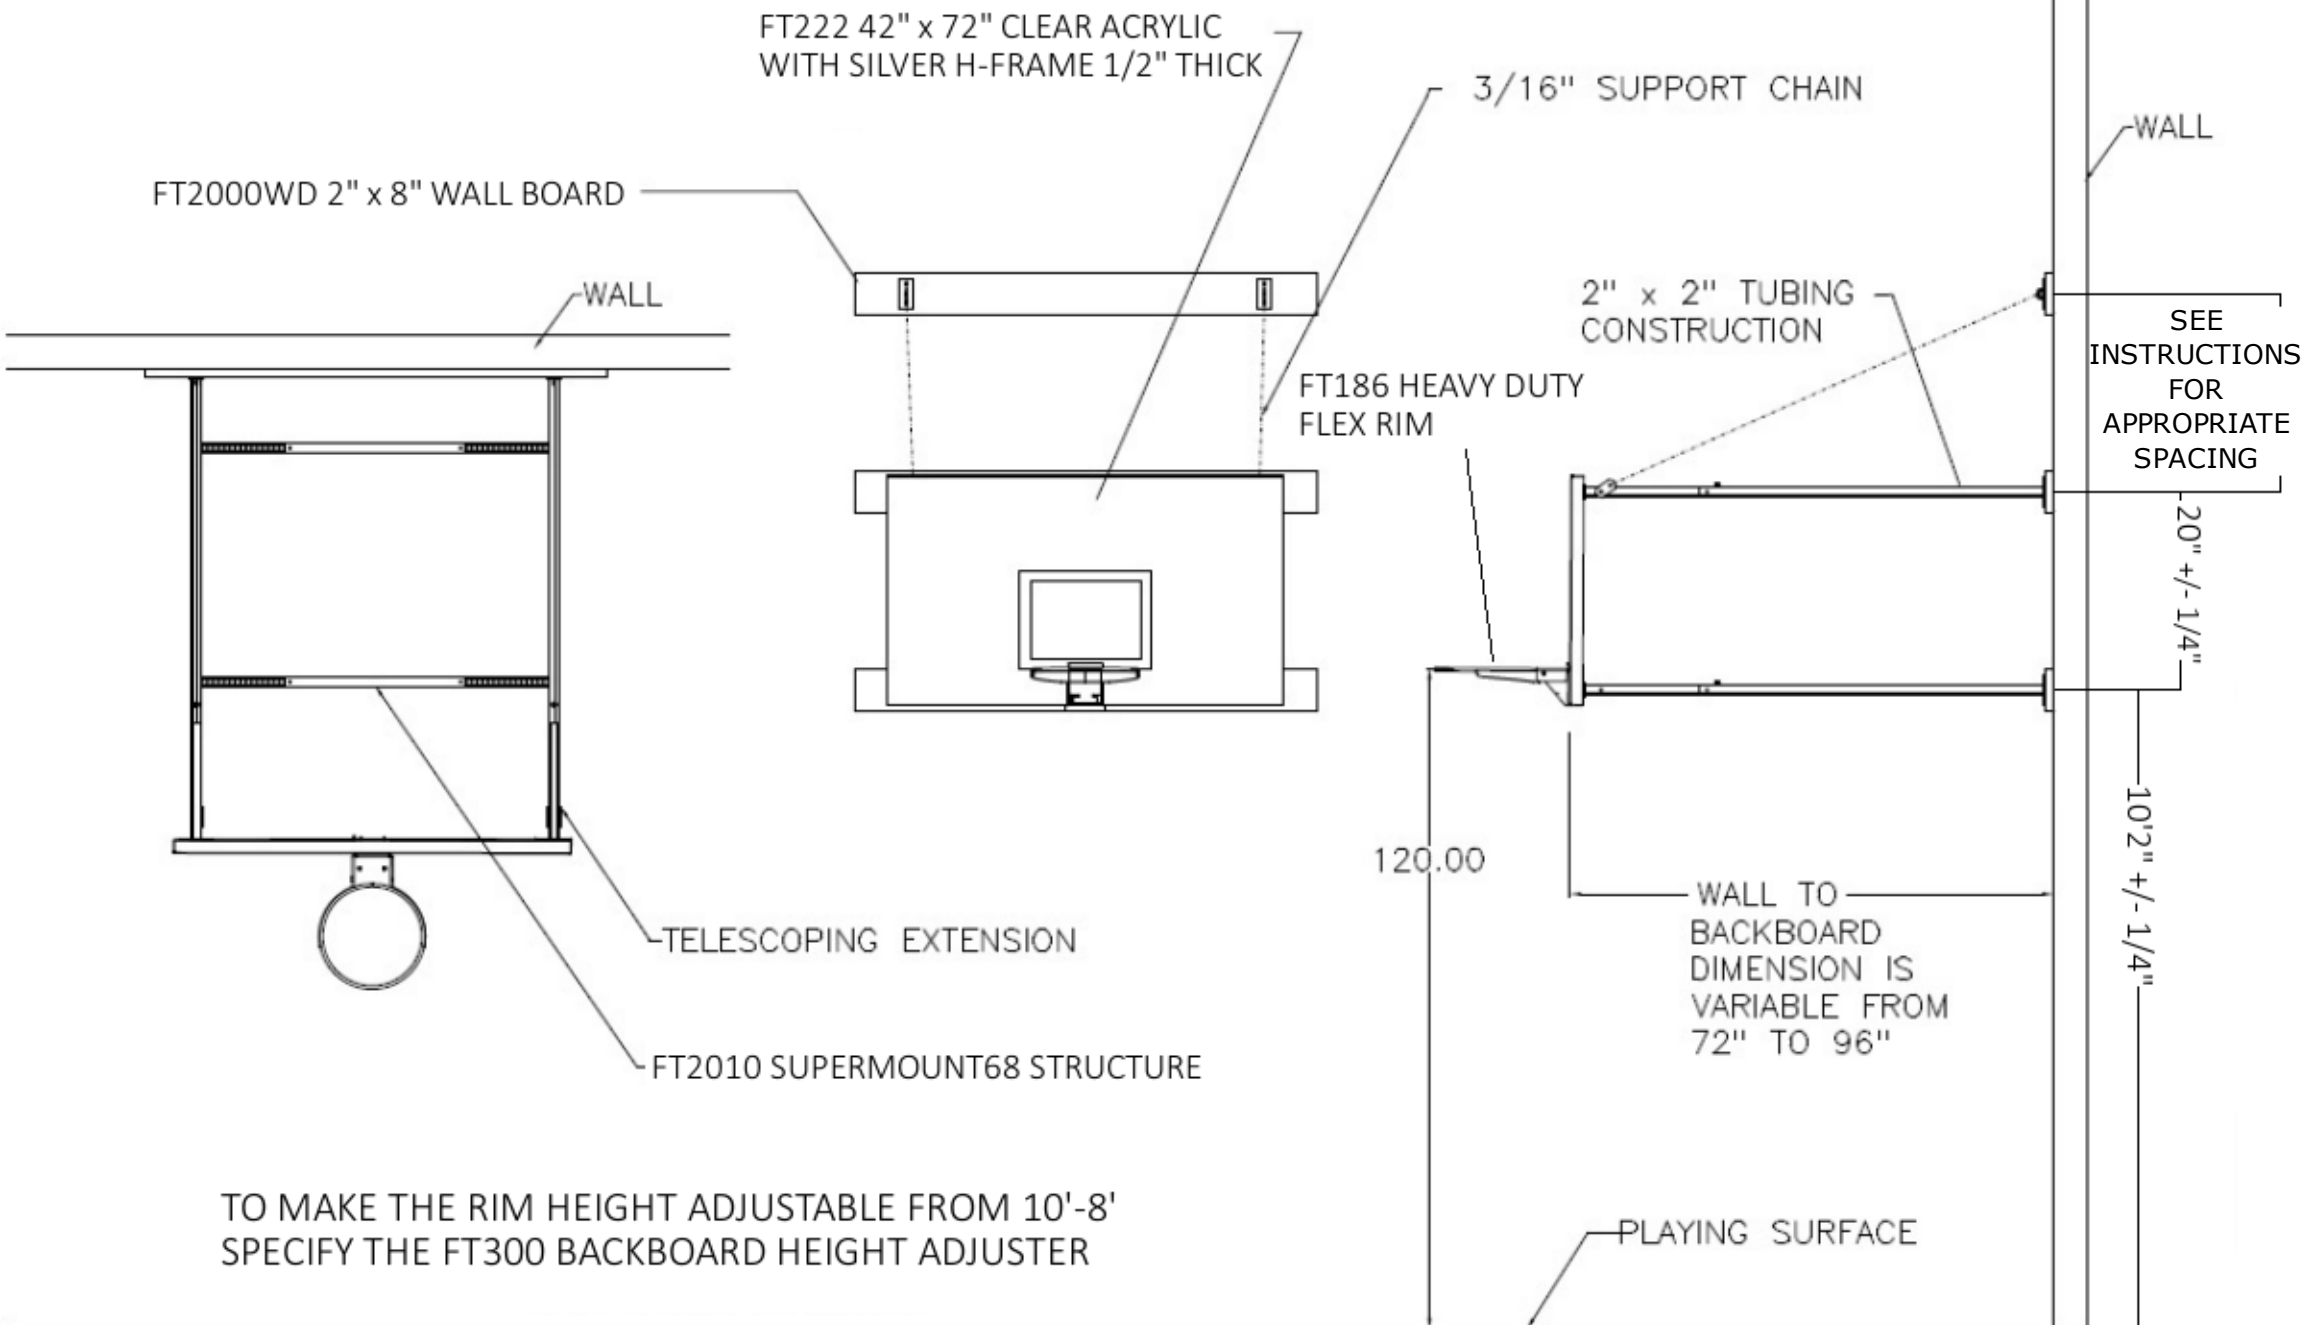 FT222 42" x 72" CLEAR ACRYLIC
WITH SILVER H-FRAME 1/2" THICK
3/16" SUPPORT CHAIN
WALL
FT2000WD 2" x 8" WALL BOARD
WALL
2" x 2" TUBING
CONSTRUCTION
SEE
INSTRUCTIONS
FOR
APPROPRIATE
SPACING
FT186 HEAVY DUTY
FLEX RIM
20" +/- 1/4"
10'2" +/- 1/4"
120.00
WALL TO
BACKBOARD
DIMENSION IS
VARIABLE FROM
72" TO 96"
TELESCOPING EXTENSION
FT2010 SUPERMOUNT68 STRUCTURE
TO MAKE THE RIM HEIGHT ADJUSTABLE FROM 10'-8'
SPECIFY THE FT300 BACKBOARD HEIGHT ADJUSTER
PLAYING SURFACE